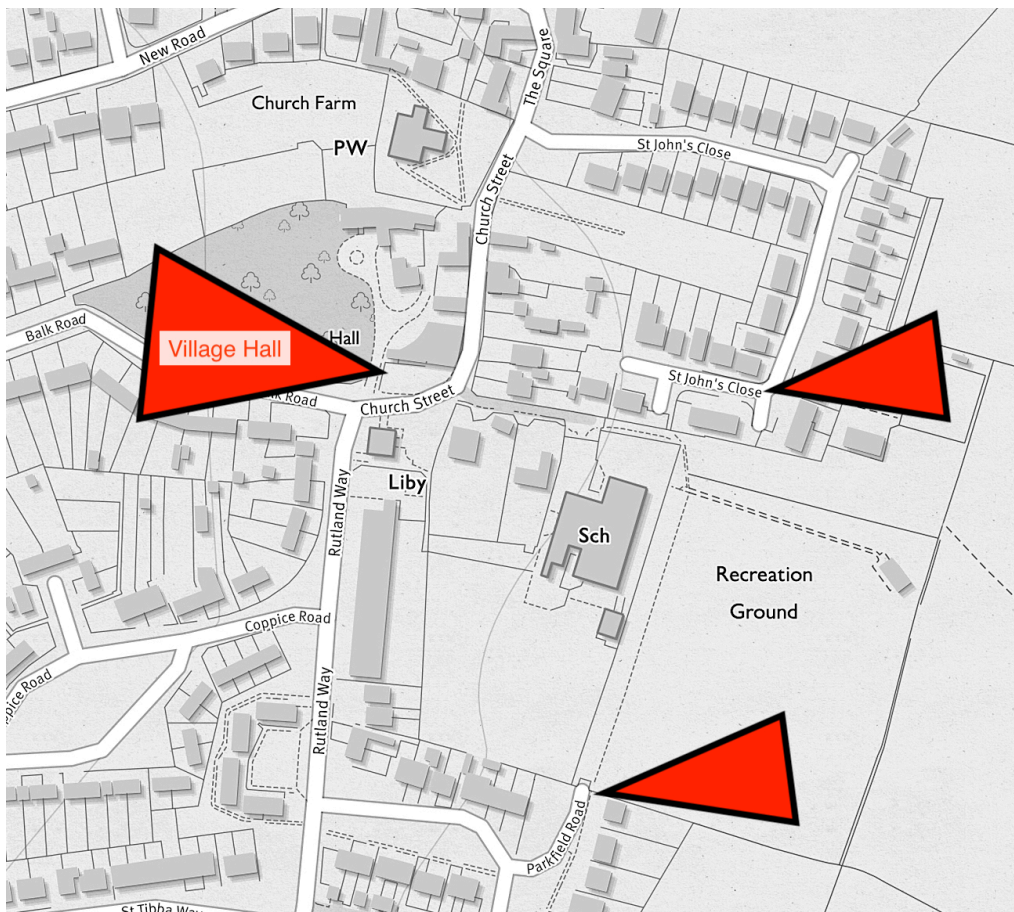 New Road
The Square
Church Farm
PW
St John's Close
Church Street
Balk Road
Hall
Village Hall
Road
Church Street
St John's Close
Liby
Rutland Way
Sch
Recreation
Ground
Coppice Road
Rutland Way
Parkfield Road
St Tibba Way